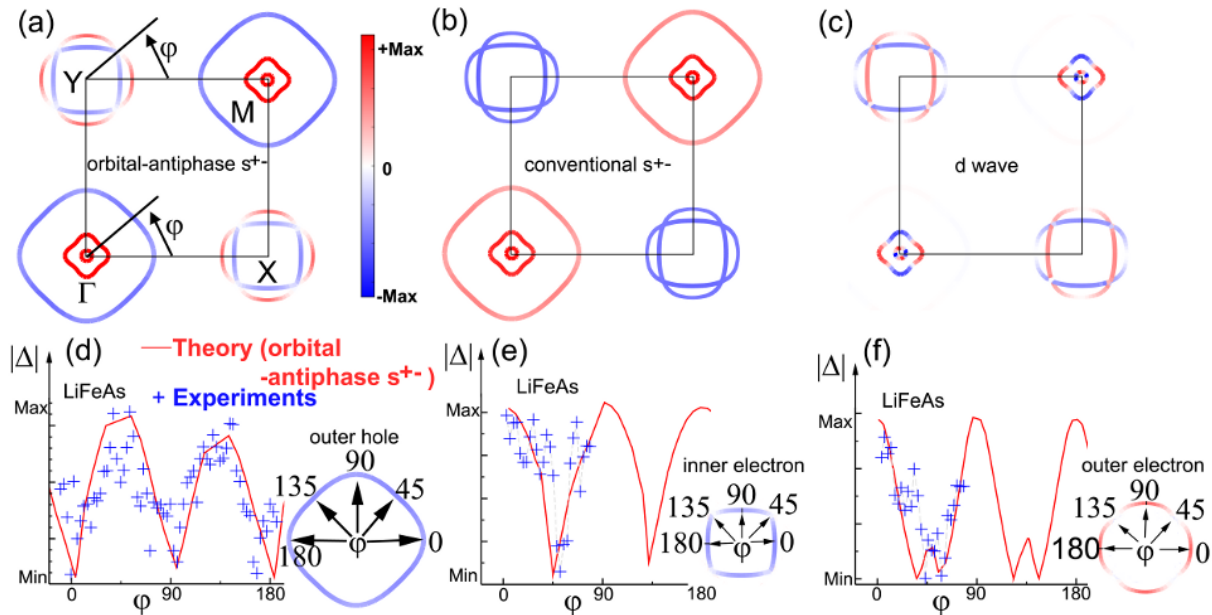 (a)
φ
Y
M
orbital-antiphase s+-
φ
Γ
X
+Max
0
-Max
(b)
conventional s+-
(c)
d wave
|Δ|
(d)
Theory (orbital
-antiphase s+-)
LiFeAs
+ Experiments
Max
Min
0
90
180
φ
outer hole
90
135
45
180
φ
0
|Δ|
(e)
LiFeAs
Max
Min
0
90
180
φ
inner electron
90
135
45
180
φ
0
|Δ|
(f)
LiFeAs
Max
Min
0
90
180
φ
outer electron
90
135
45
180
φ
0